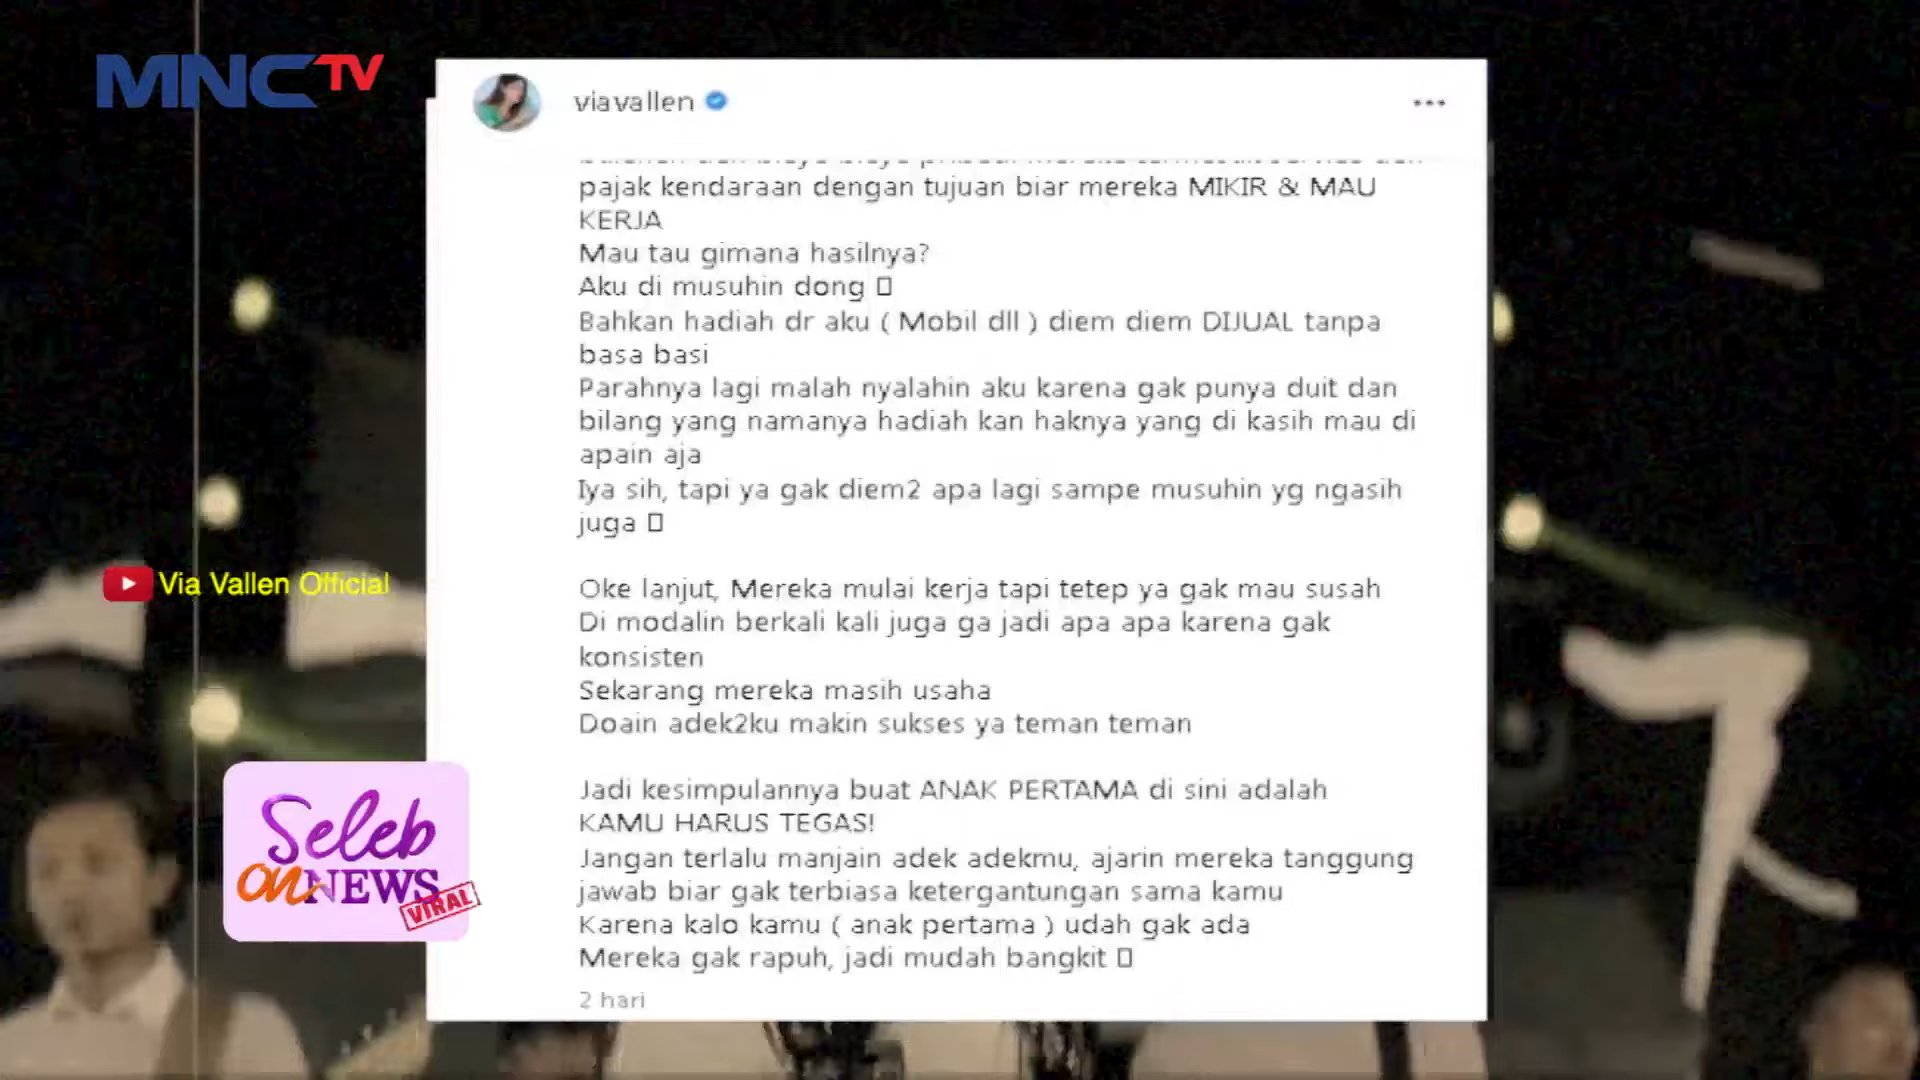 MNCTV
viavallen
pajak kendaraan dengan tujuan biar mereka MIKIR & MAU
KERJA
Mau tau gimana hasilnya?
Aku di musuhin dong
Bahkan hadiah dr aku ( Mobil dll ) diem diem DIJUAL tanpa
basa basi
Parahnya lagi malah nyalahin aku karena gak punya duit dan
bilang yang namanya hadiah kan haknya yang di kasih mau di
apain aja
Iya sih, tapi ya gak diem2 apa lagi sampe musuhin yg ngasih
juga
Oke lanjut, Mereka mulai kerja tapi tetep ya gak mau susah
Di modalin berkali kali juga ga jadi apa apa karena gak
konsisten
Sekarang mereka masih usaha
Doain adek2ku makin sukses ya teman teman
Jadi kesimpulannya buat ANAK PERTAMA di sini adalah
KAMU HARUS TEGAS!
Jangan terlalu manjain adek adekmu, ajarin mereka tanggung
jawab biar gak terbiasa ketergantungan sama kamu
Karena kalo kamu ( anak pertama ) udah gak ada
Mereka gak rapuh, jadi mudah bangkit
2 hari
Via Vallen Official
Seleb
ON NEWS
VIRAL